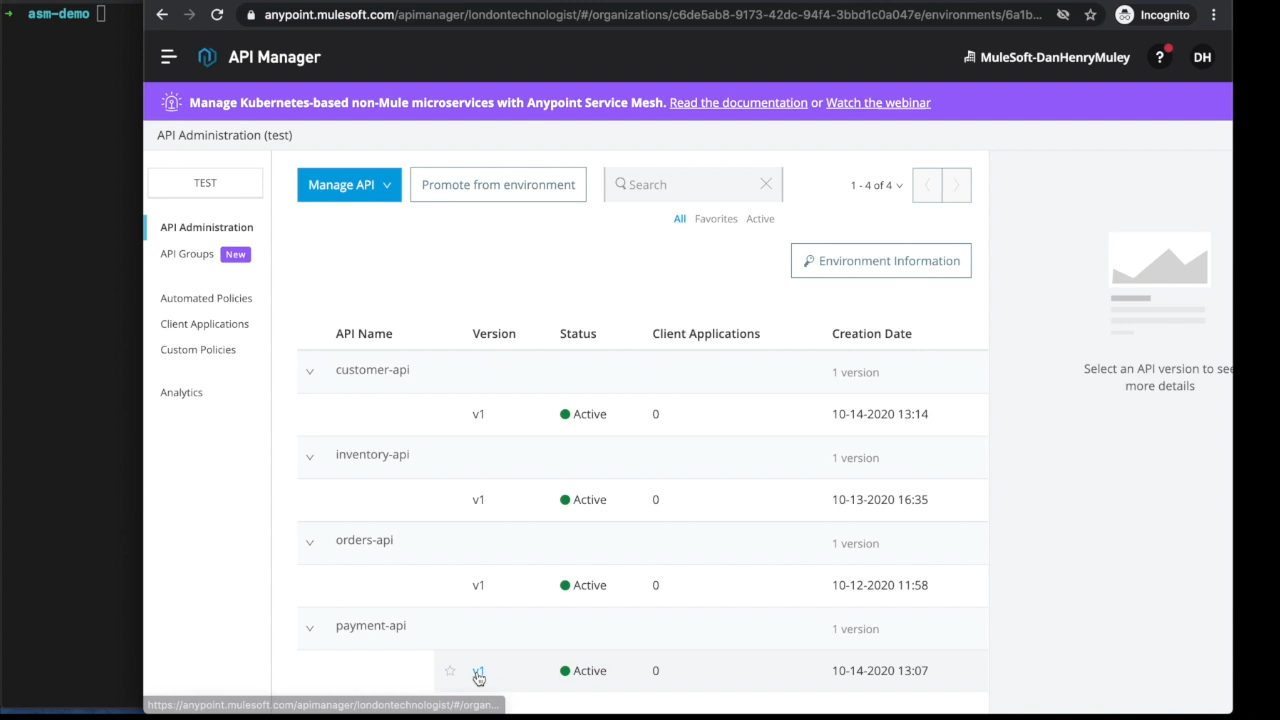 → asm-demo
anypoint.mulesoft.com/apimanager/londontechnologist/#/organizations/c6de5ab8-9173-42dc-94f4-3bbd1c0a047e/environments/6a1b...
Incognito
API Manager
MuleSoft-DanHenryMuley
?
DH
Manage Kubernetes-based non-Mule microservices with Anypoint Service Mesh. Read the documentation or Watch the webinar
API Administration (test)
TEST
API Administration
API Groups New
Automated Policies
Client Applications
Custom Policies
Analytics
Manage API
Promote from environment
Search
1 - 4 of 4
All Favorites Active
Environment Information
API Name Version Status Client Applications Creation Date
customer-api 1 version
v1 Active 0 10-14-2020 13:14
inventory-api 1 version
v1 Active 0 10-13-2020 16:35
orders-api 1 version
v1 Active 0 10-12-2020 11:58
payment-api 1 version
v1 Active 0 10-14-2020 13:07
Select an API version to see
more details
https://anypoint.mulesoft.com/apimanager/londontechnologist/#/organ...